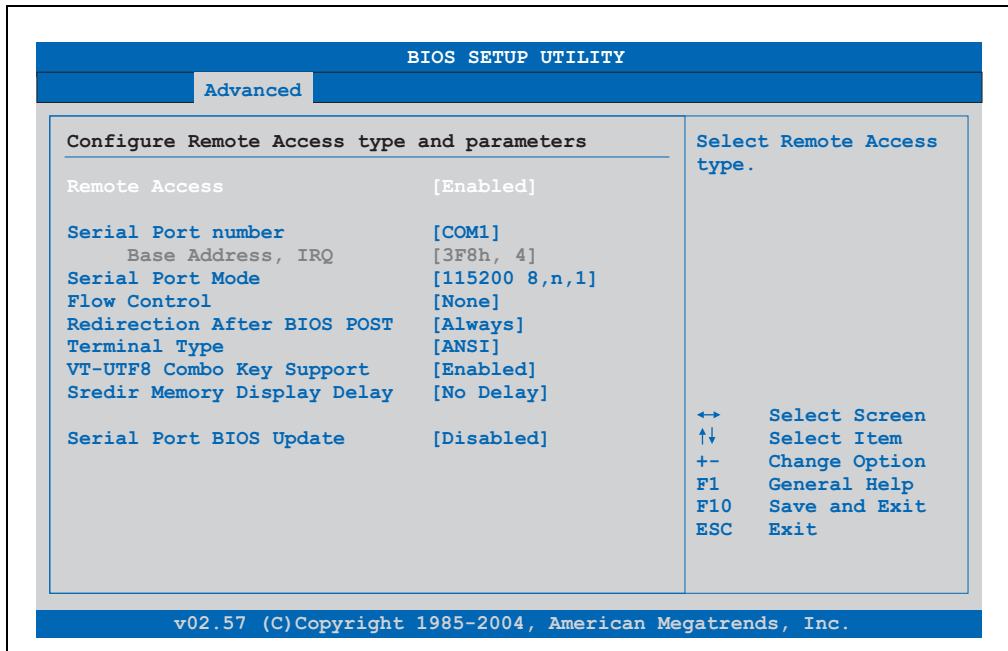 BIOS SETUP UTILITY
Advanced
Configure Remote Access type and parameters
Remote Access [Enabled]
Serial Port number [COM1]
Base Address, IRQ [3F8h, 4]
Serial Port Mode [115200 8,n,1]
Flow Control [None]
Redirection After BIOS POST [Always]
Terminal Type [ANSI]
VT-UTF8 Combo Key Support [Enabled]
Sredir Memory Display Delay [No Delay]
Serial Port BIOS Update [Disabled]
Select Remote Access
type.
↔ Select Screen
↑↓ Select Item
+- Change Option
F1 General Help
F10 Save and Exit
ESC Exit
v02.57 (C)Copyright 1985-2004, American Megatrends, Inc.